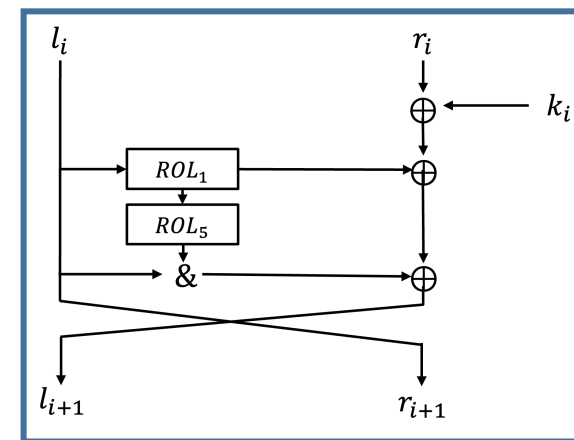 l_i r_i
⊕ k_i
ROL_1 ⊕
ROL_5
& ⊕
l_{i+1} r_{i+1}